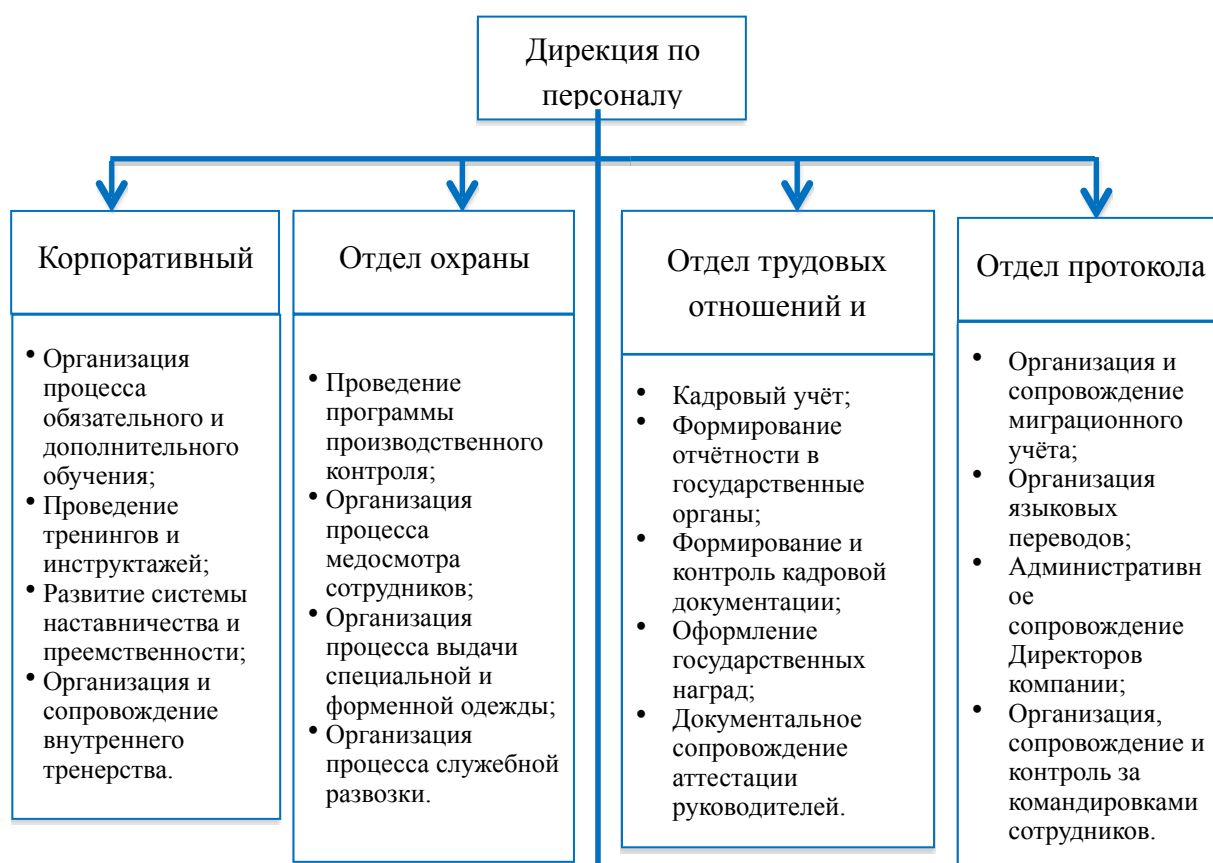 Дирекция по
персоналу
Корпоративный
• Организация
процесса
обязательного и
дополнительного
обучения;
• Проведение
тренингов и
инструктажей;
• Развитие системы
наставничества и
преемственности;
• Организация и
сопровождение
внутреннего
тренерства.
Отдел охраны
• Проведение
программы
производственного
контроля;
• Организация
процесса
медосмотра
сотрудников;
• Организация
процесса выдачи
специальной и
форменной одежды;
• Организация
процесса служебной
развозки.
Отдел трудовых
отношений и
• Кадровый учёт;
• Формирование
отчётности в
государственные
органы;
• Формирование и
контроль кадровой
документации;
• Оформление
государственных
наград;
• Документальное
сопровождение
аттестации
руководителей.
Отдел протокола
• Организация и
сопровождение
миграционного
учёта;
• Организация
языковых
переводов;
• Административн
ое
сопровождение
Директоров
компании;
• Организация,
сопровождение и
контроль за
командировками
сотрудников.